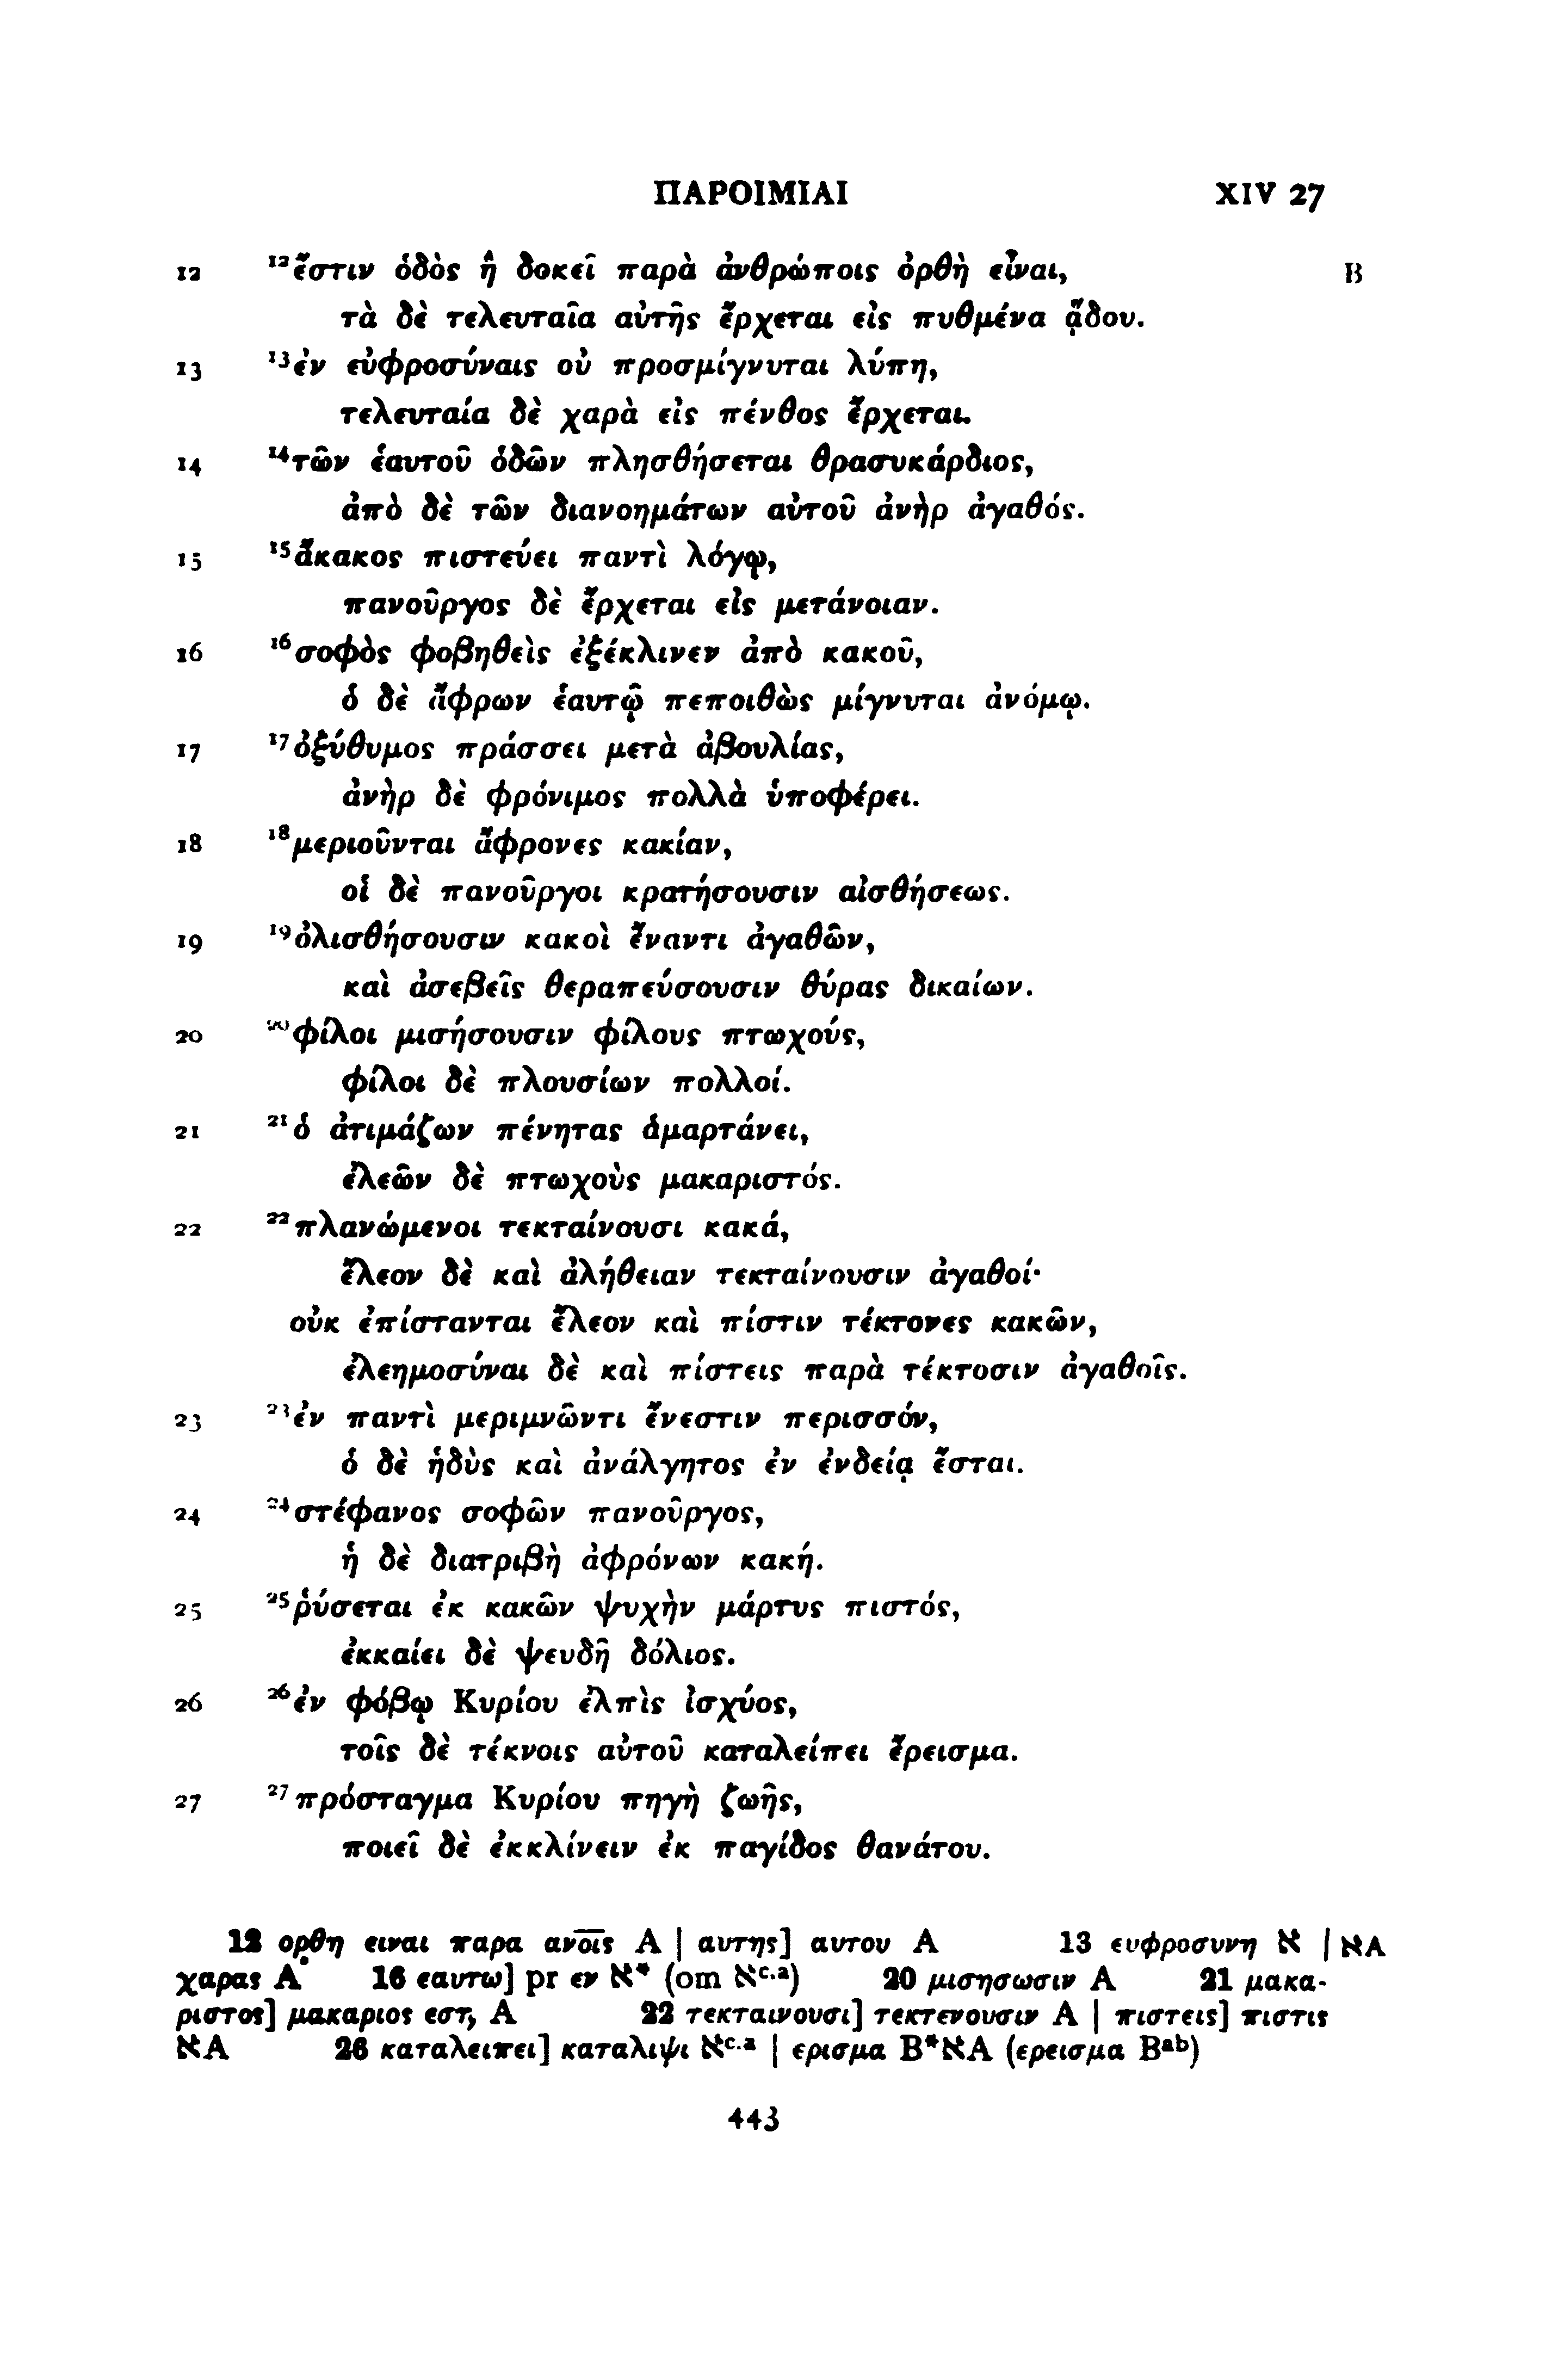 ΠΑΡΟΙΜΙΑΙ XIV 27
12 ¹²ἔστιν ὁδὸς ἣ δοκεῖ παρὰ ἀνθρώποις ὀρθὴ εἶναι, B
τὰ δὲ τελευταῖα αὐτῆς ἔρχεται εἰς πυθμένα ᾅδου.
13 ¹³ἐν εὐφροσύναις οὐ προσμίγνυται λύπη,
τελευταία δὲ χαρὰ εἰς πένθος ἔρχεται.
14 ¹⁴τῶν ἑαυτοῦ ὁδῶν πλησθήσεται θρασυκάρδιος,
ἀπὸ δὲ τῶν διανοημάτων αὐτοῦ ἀνὴρ ἀγαθός.
15 ¹⁵ἄκακος πιστεύει παντὶ λόγῳ,
πανοῦργος δὲ ἔρχεται εἰς μετάνοιαν.
16 ¹⁶σοφὸς φοβηθεὶς ἐξέκλινεν ἀπὸ κακοῦ,
ὁ δὲ ἄφρων ἑαυτῷ πεποιθὼς μίγνυται ἀνόμῳ.
17 ¹⁷ὀξύθυμος πράσσει μετὰ ἀβουλίας,
ἀνὴρ δὲ φρόνιμος πολλὰ ὑποφέρει.
18 ¹⁸μεριοῦνται ἄφρονες κακίαν,
οἱ δὲ πανοῦργοι κρατήσουσιν αἰσθήσεως.
19 ¹⁹ὀλισθήσουσιν κακοὶ ἔναντι ἀγαθῶν,
καὶ ἀσεβεῖς θεραπεύσουσιν θύρας δικαίων.
20 ²⁰φίλοι μισήσουσιν φίλους πτωχούς,
φίλοι δὲ πλουσίων πολλοί.
21 ²¹ὁ ἀτιμάζων πένητας ἁμαρτάνει,
ἐλεῶν δὲ πτωχοὺς μακαριστός.
22 ²²πλανώμενοι τεκταίνουσι κακά,
ἔλεον δὲ καὶ ἀλήθειαν τεκταίνουσιν ἀγαθοί·
οὐκ ἐπίστανται ἔλεον καὶ πίστιν τέκτονες κακῶν,
ἐλεημοσύναι δὲ καὶ πίστεις παρὰ τέκτοσιν ἀγαθοῖς.
23 ²³ἐν παντὶ μεριμνῶντι ἔνεστιν περισσόν,
ὁ δὲ ἡδὺς καὶ ἀνάλγητος ἐν ἐνδείᾳ ἔσται.
24 ²⁴στέφανος σοφῶν πανοῦργος,
ἡ δὲ διατριβὴ ἀφρόνων κακή.
25 ²⁵ῥύσεται ἐκ κακῶν ψυχὴν μάρτυς πιστός,
ἐκκαίει δὲ ψευδῆ δόλιος.
26 ²⁶ἐν φόβῳ Κυρίου ἐλπὶς ἰσχύος,
τοῖς δὲ τέκνοις αὐτοῦ καταλείπει ἔρεισμα.
27 ²⁷πρόσταγμα Κυρίου πηγὴ ζωῆς,
ποιεῖ δὲ ἐκκλίνειν ἐκ παγίδος θανάτου.
12 ορθη ειναι παρα ανο̅ι̅ς A | αυτης] αυτου A 13 ευφροσυνη א | אA
χαρας A* 16 εαυτω] pr εν א* (om אᶜ·ᵃ) 20 μισησωσιν A 21 μακα-
ριστος] μακαριος εστ, A 22 τεκταινουσι] τεκτενουσιν A | πιστεις] πιστις
אA 26 καταλειπει] καταλιψι אᶜ·ᵃ | ερισμα B*אA (ερεισμα Bᵃᵇ)
443